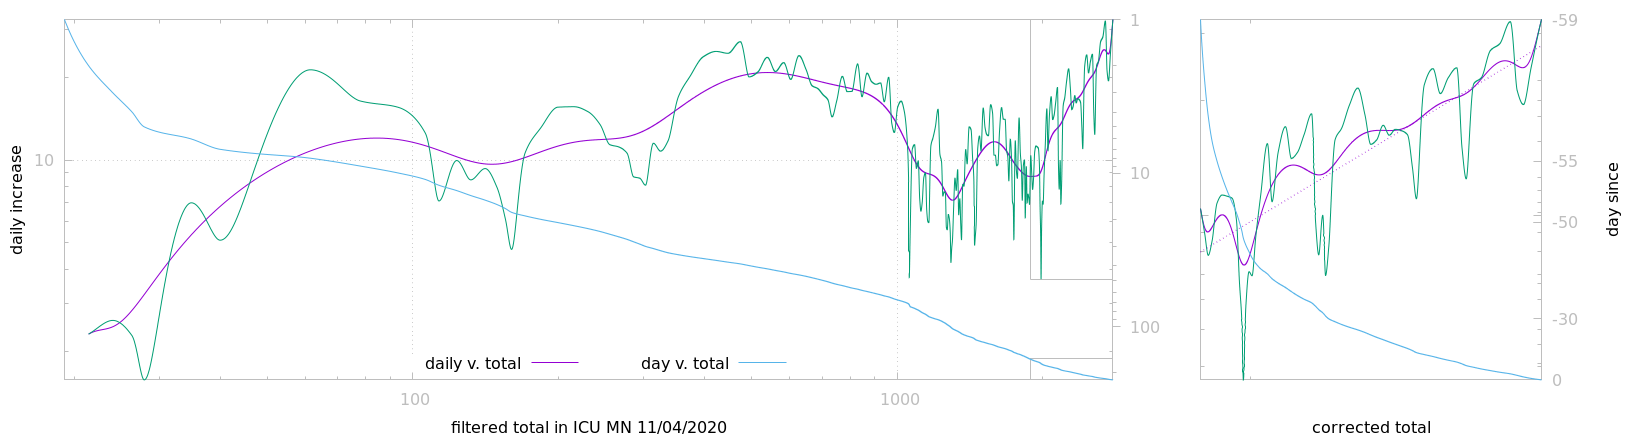 1
-59
10
10
-55
daily increase
-50
day since
-30
100
daily v. total
day v. total
0
100
1000
filtered total in ICU MN 11/04/2020
corrected total